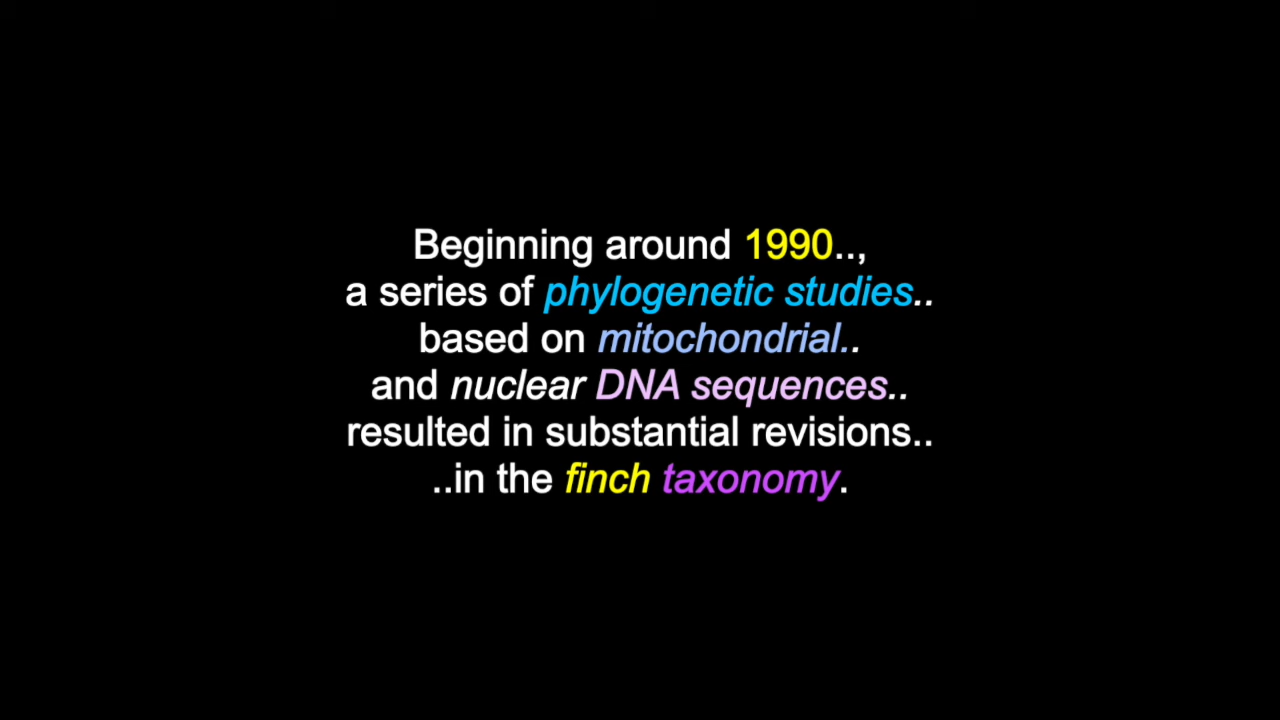 Beginning around 1990..,
a series of phylogenetic studies..
based on mitochondrial..
and nuclear DNA sequences..
resulted in substantial revisions..
..in the finch taxonomy.